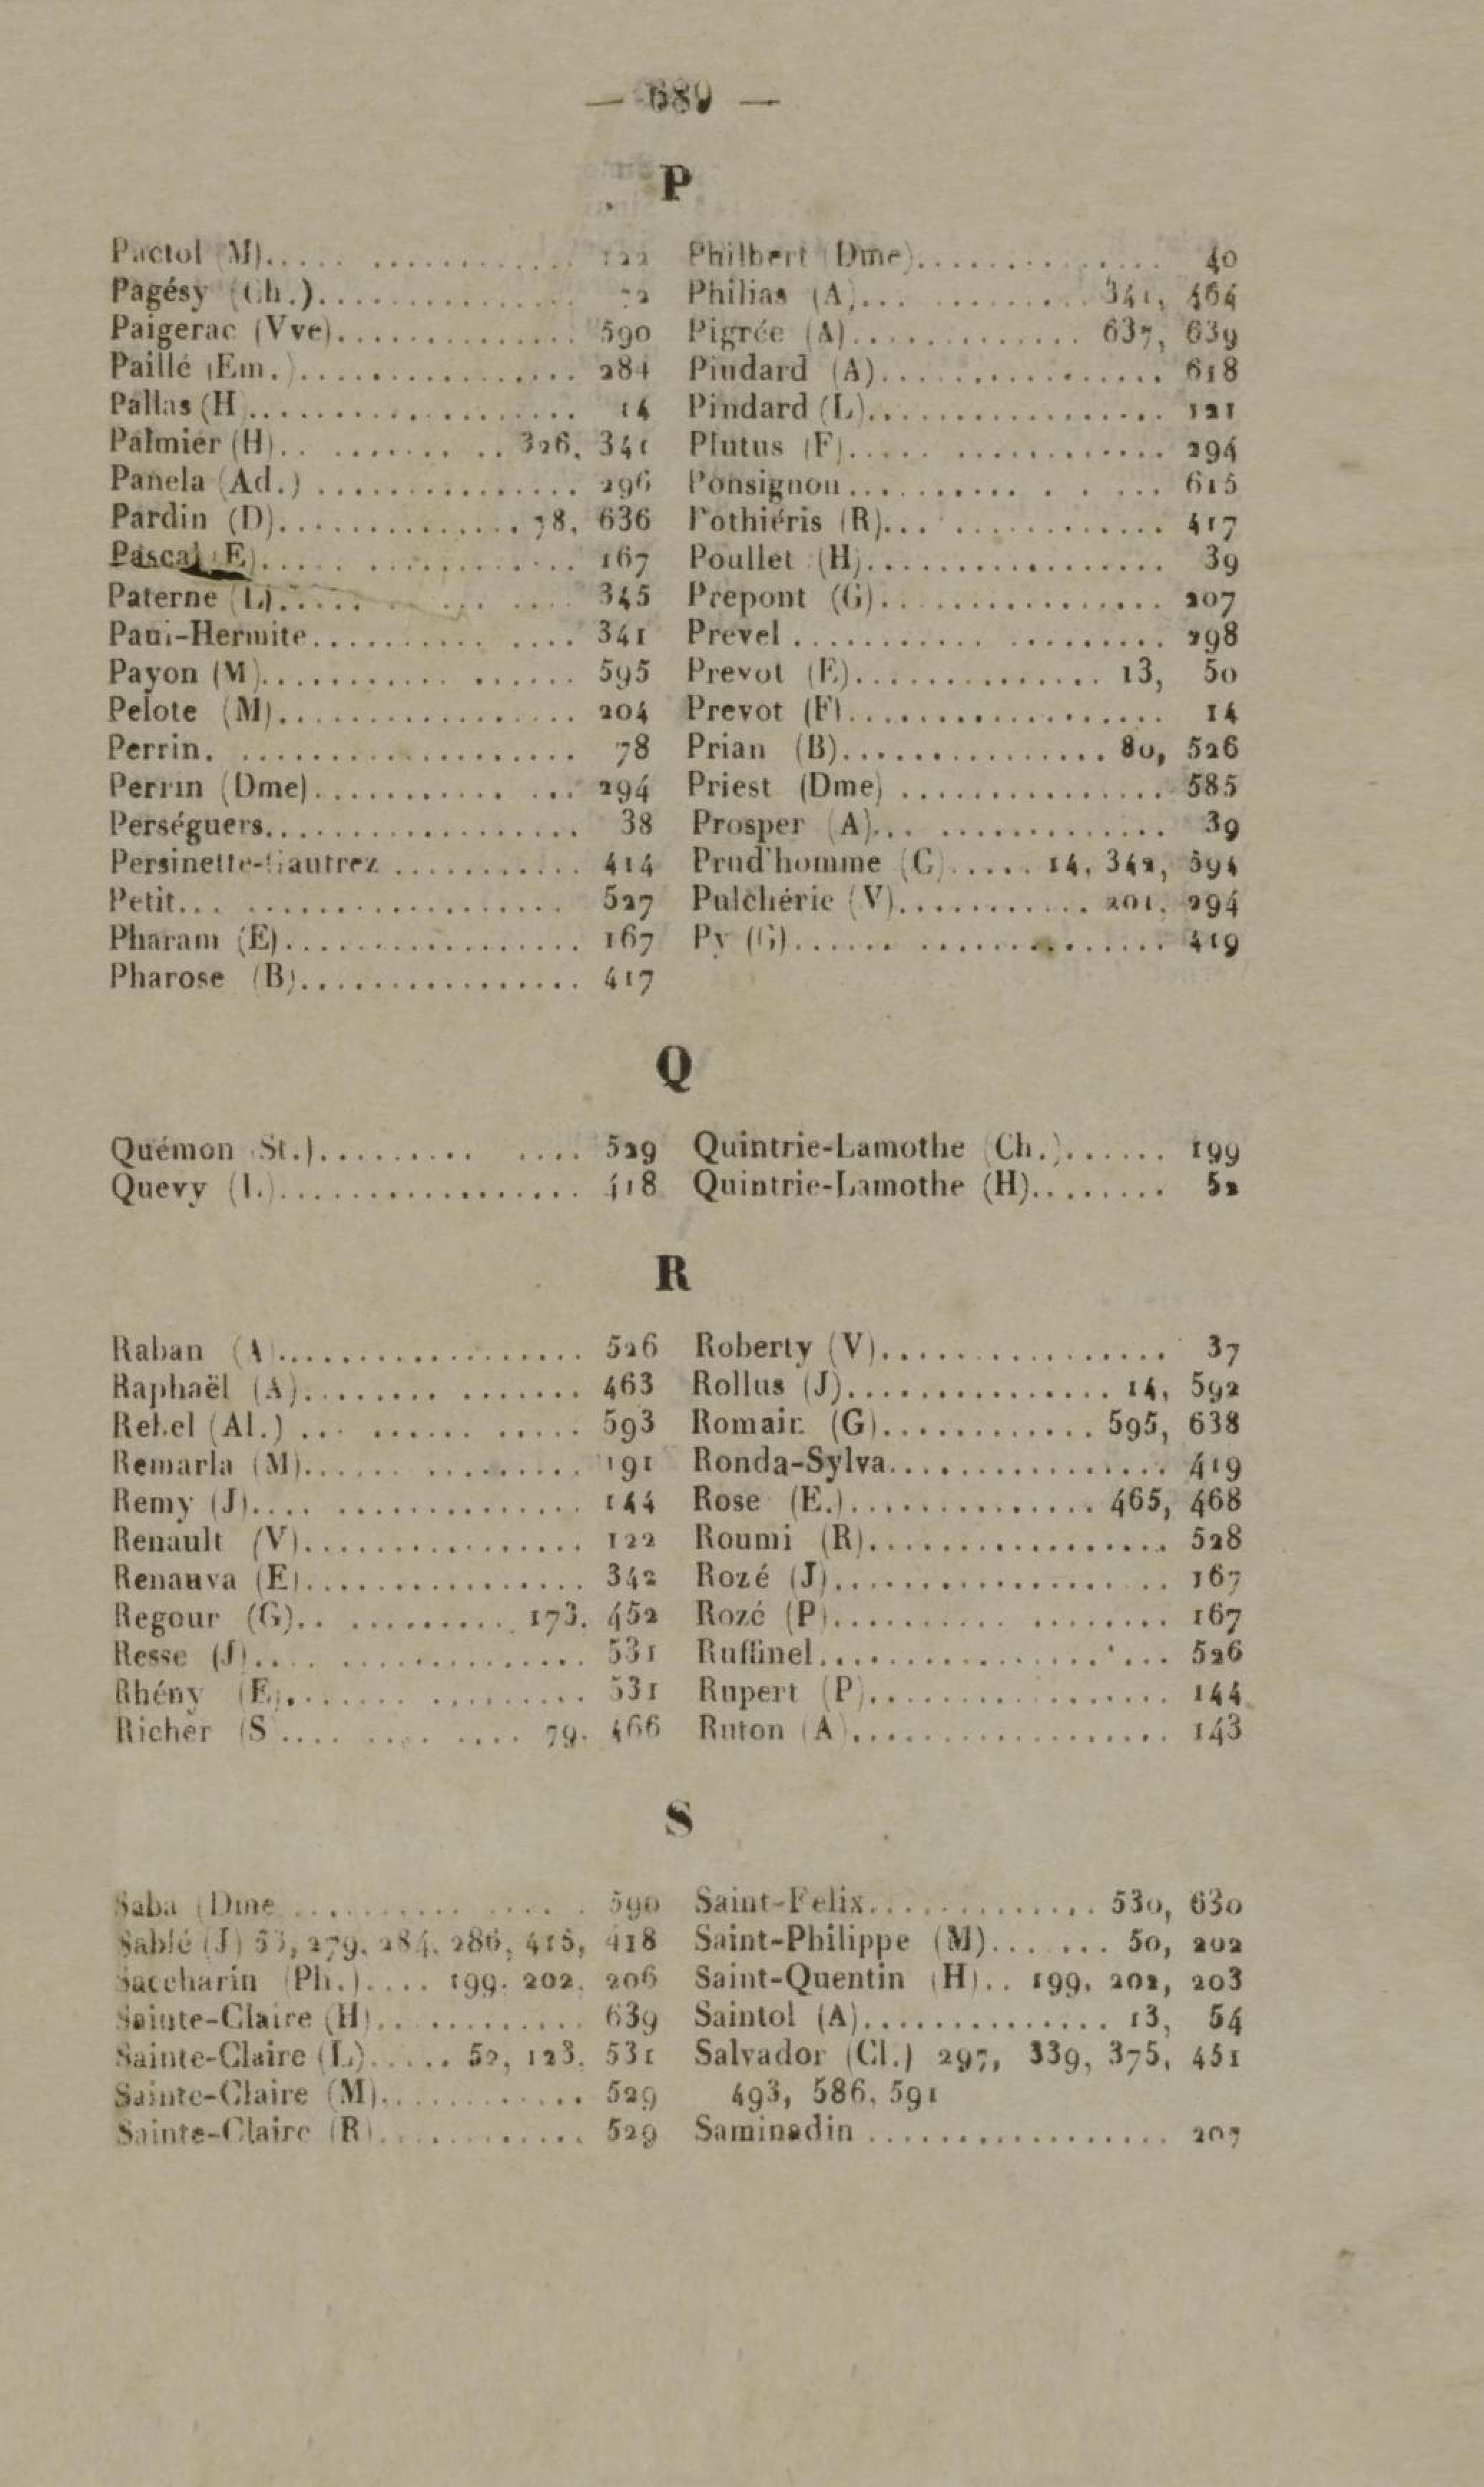 — 689 —
P
Pactol (M)..... ............. 122
Pagésy (Ch.)................ 72
Paigerac (Vve)............... 590
Paillé (Em.)................. 284
Pallas (H)................... 14
Palmier (H).. ........ .. 326, 341
Panela (Ad.) ............... 296
Pardin (D).............. 78, 636
Pascal (E)..... ............. 167
Paterne (L)..... .. ... .... 345
Paul-Hermite.......... .... 341
Payon (M)........... ...... 595
Pelote (M)................. 204
Perrin. ................... 78
Perrin (Dme)............ ... 294
Perséguers.................. 38
Persinette-Gautrez ........... 414
Petit... .................. 527
Pharam (E)................. 167
Pharose (B)................ 417
Philbert (Dme).............. 40
Philias (A)... .......... 341, 464
Pigrée (A)............. 637, 639
Pindard (A)................ 618
Pindard (L)................. 121
Plutus (F)..... ............ 294
Ponsignon.......... . . ... 615
Pothiéris (R)... ............ 417
Poullet (H)................. 39
Prepont (G)................ 207
Prevel ........... ......... 298
Prevot (E).............. 13, 50
Prevot (F)................... 14
Prian (B)............... 80, 526
Priest (Dme) ............... 585
Prosper (A)... ............. 39
Prud'homme (C)..... 14, 342, 594
Pulchérie (V)........... 201, 294
Py (G)...... .............. 419
Q
Quémon (St.)......... .... 529
Quevy (L)................. 418
Quintrie-Lamothe (Ch.)...... 199
Quintrie-Lamothe (H)........ 52
R
Raban (A).................. 526
Raphaël (A)........ ....... 463
Rebel (Al.) ... ...... ..... 593
Remarla (M)...... ......... 191
Remy (J).... .............. 144
Renault (V)................ 122
Renauva (E)................ 342
Regour (G).. .......... 173, 452
Resse (J).... .............. 531
Rhény (E)........ ......... 531
Richer (S).... .... .... 79, 466
Roberty (V)................ 37
Rollus (J)............... 14, 592
Romain (G)............. 595, 638
Ronda-Sylva................ 419
Rose (E.).............. 465, 468
Roumi (R)................. 528
Rozé (J)................... 167
Rozé (P).......... ........ 167
Ruffinel.................... 526
Rupert (P)................. 144
Ruton (A).................. 143
S
Saba (Dme) .......... .... . 590
Sablé (J) 53, 279, 284, 286, 415, 418
Saccharin (Ph.).... 199, 202, 206
Sainte-Claire (H)............ 639
Sainte-Claire (L)..... 52, 123, 531
Sainte-Claire (M)............ 529
Sainte-Claire (R)............ 529
Saint-Felix............. 530, 630
Saint-Philippe (M)... ... 50, 202
Saint-Quentin (H).. 199, 202, 203
Saintol (A).............. 13, 54
Salvador (Cl.) 297, 339, 375, 451
493, 586, 591
Saminadin ................. 207